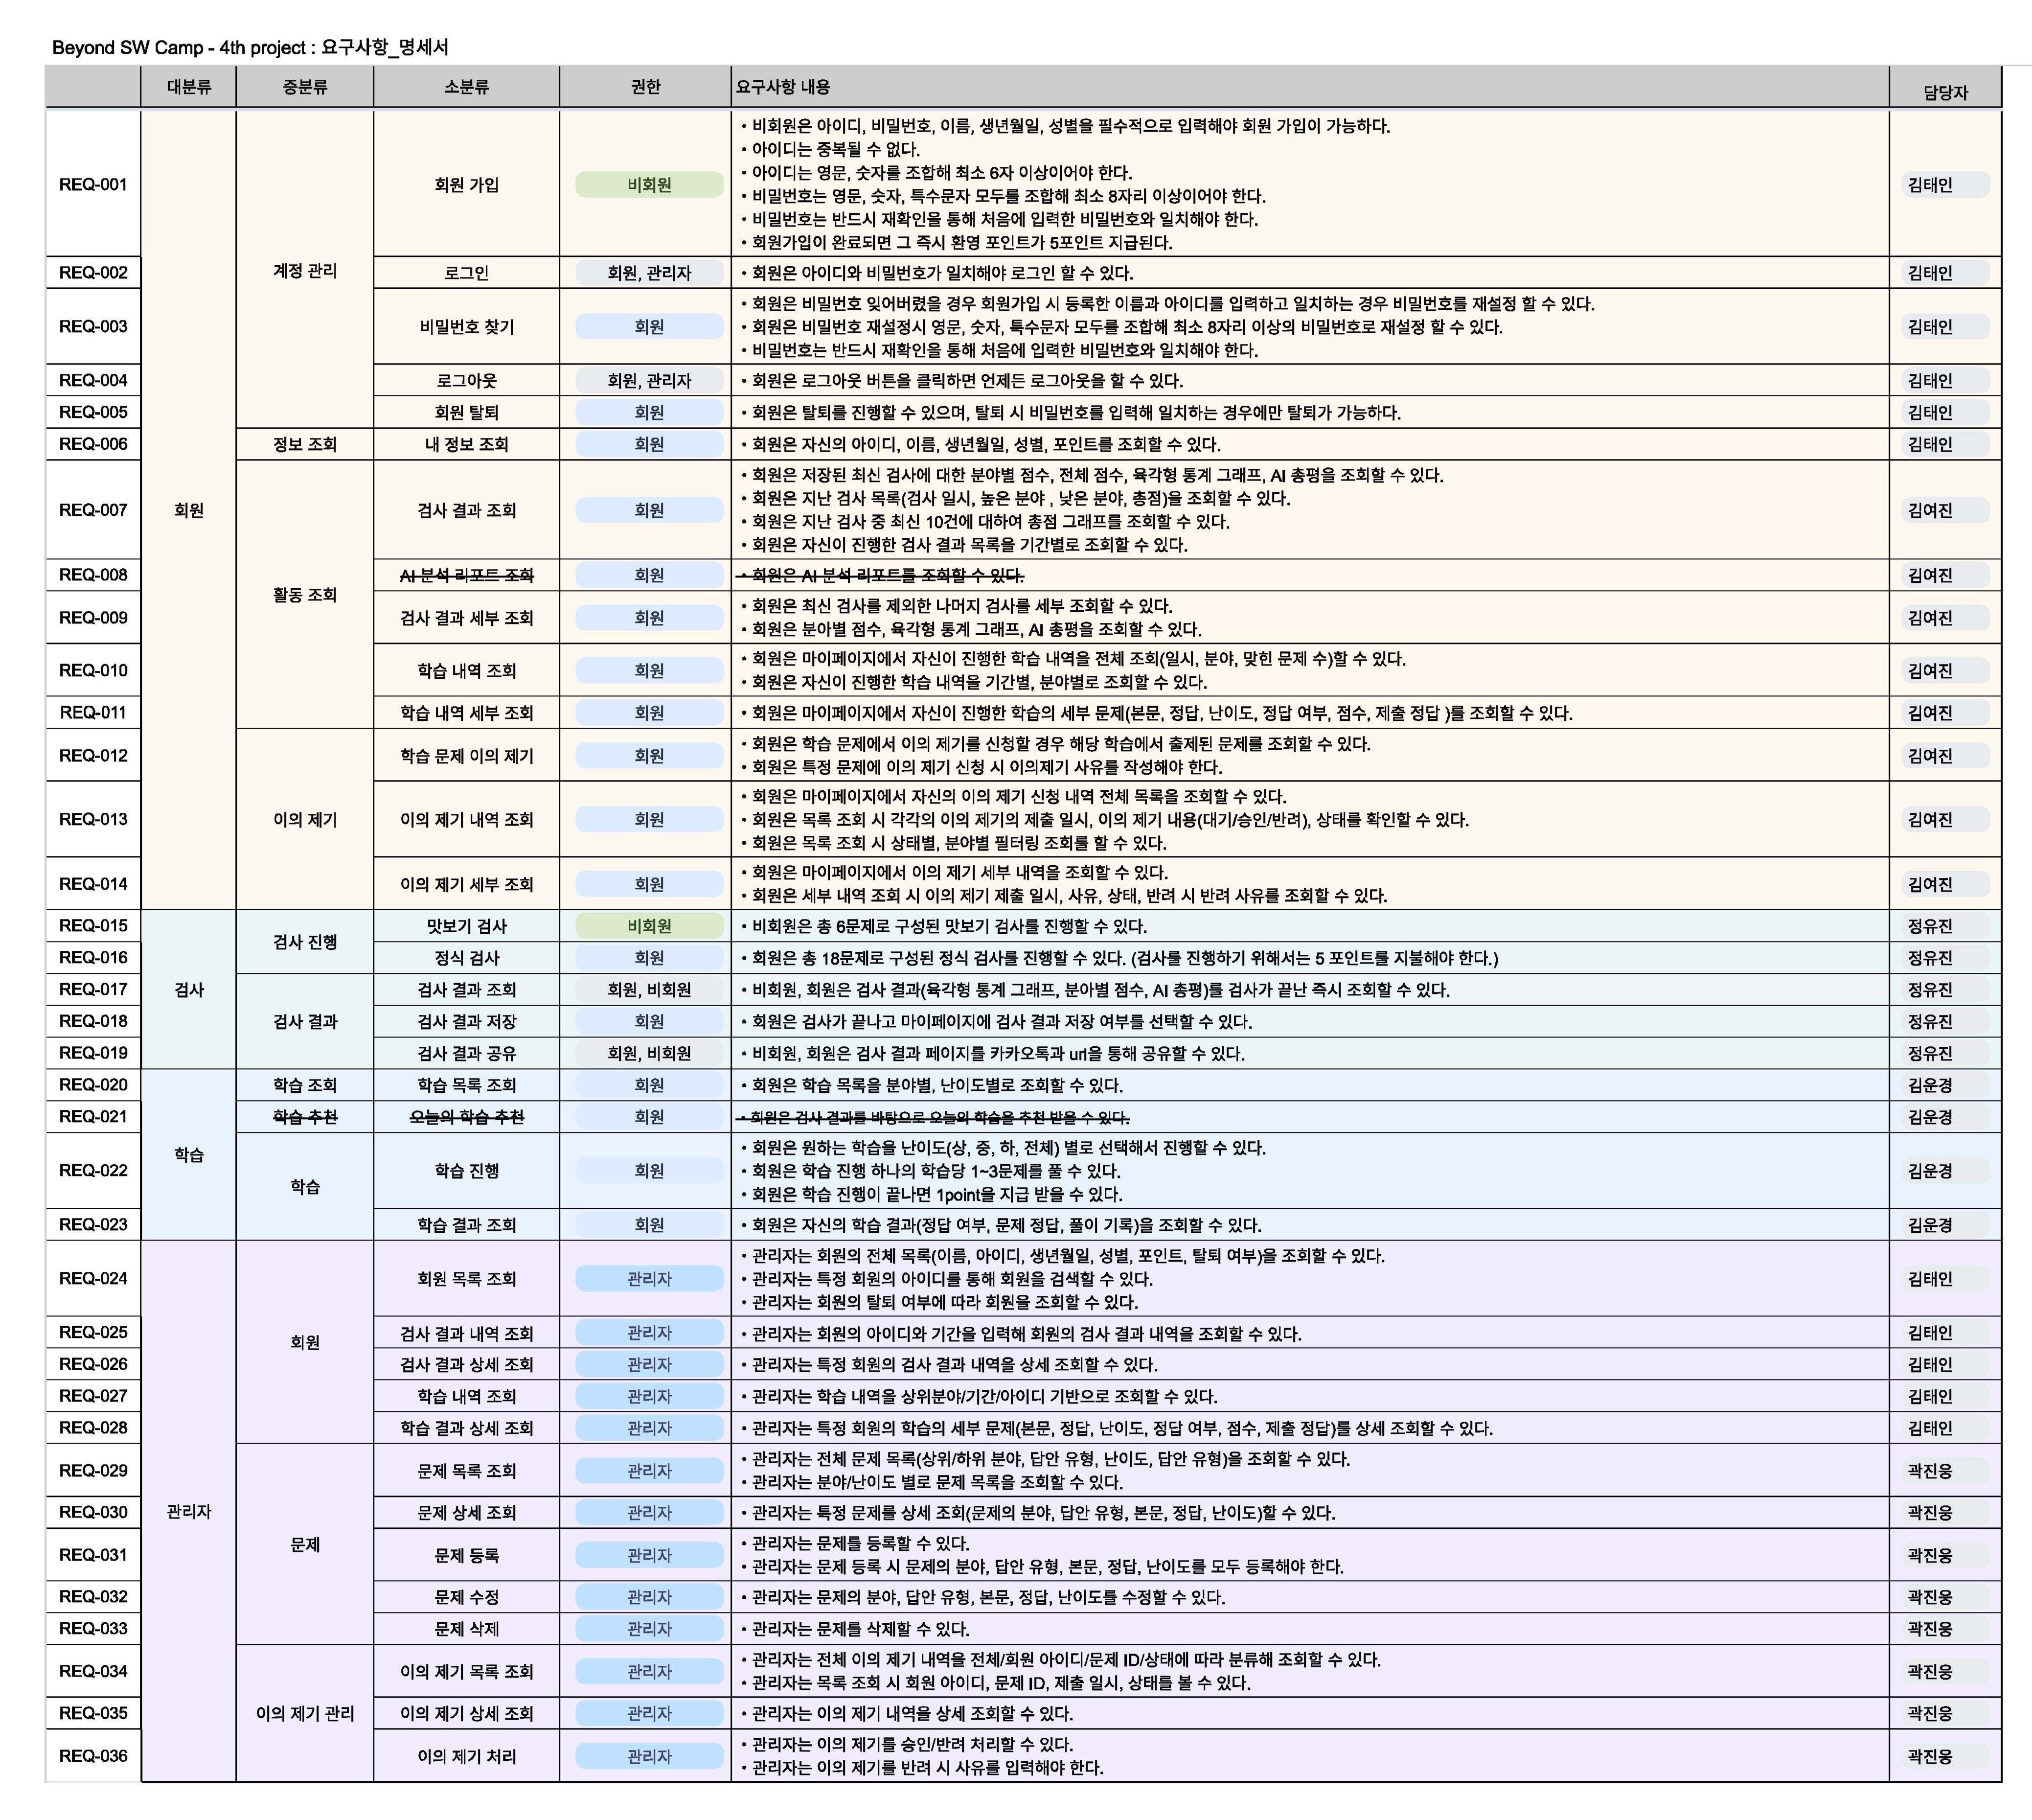 Beyond SW Camp - 4th project : 요구사항_명세서
대분류 중분류 소분류 권한 요구사항 내용 담당자
회원
계정 관리
REQ-001 회원 가입 비회원 김태인
• 비회원은 아이디, 비밀번호, 이름, 생년월일, 성별을 필수적으로 입력해야 회원 가입이 가능하다.
• 아이디는 중복될 수 없다.
• 아이디는 영문, 숫자를 조합해 최소 6자 이상이어야 한다.
• 비밀번호는 영문, 숫자, 특수문자 모두를 조합해 최소 8자리 이상이어야 한다.
• 비밀번호는 반드시 재확인을 통해 처음에 입력한 비밀번호와 일치해야 한다.
• 회원가입이 완료되면 그 즉시 환영 포인트가 5포인트 지급된다.
REQ-002 로그인 회원, 관리자 • 회원은 아이디와 비밀번호가 일치해야 로그인 할 수 있다. 김태인
REQ-003 비밀번호 찾기 회원 김태인
• 회원은 비밀번호 잊어버렸을 경우 회원가입 시 등록한 이름과 아이디를 입력하고 일치하는 경우 비밀번호를 재설정 할 수 있다.
• 회원은 비밀번호 재설정시 영문, 숫자, 특수문자 모두를 조합해 최소 8자리 이상의 비밀번호로 재설정 할 수 있다.
• 비밀번호는 반드시 재확인을 통해 처음에 입력한 비밀번호와 일치해야 한다.
REQ-004 로그아웃 회원, 관리자 • 회원은 로그아웃 버튼을 클릭하면 언제든 로그아웃을 할 수 있다. 김태인
REQ-005 회원 탈퇴 회원 • 회원은 탈퇴를 진행할 수 있으며, 탈퇴 시 비밀번호를 입력해 일치하는 경우에만 탈퇴가 가능하다. 김태인
REQ-006 정보 조회 내 정보 조회 회원 • 회원은 자신의 아이디, 이름, 생년월일, 성별, 포인트를 조회할 수 있다. 김태인
활동 조회
REQ-007 검사 결과 조회 회원 김여진
• 회원은 저장된 최신 검사에 대한 분야별 점수, 전체 점수, 육각형 통계 그래프, AI 총평을 조회할 수 있다.
• 회원은 지난 검사 목록(검사 일시, 높은 분야 , 낮은 분야, 총점)을 조회할 수 있다.
• 회원은 지난 검사 중 최신 10건에 대하여 총점 그래프를 조회할 수 있다.
• 회원은 자신이 진행한 검사 결과 목록을 기간별로 조회할 수 있다.
REQ-008 AI 분석 리포트 조회 회원 • 회원은 AI 분석 리포트를 조회할 수 있다. 김여진
REQ-009 검사 결과 세부 조회 회원 김여진
• 회원은 최신 검사를 제외한 나머지 검사를 세부 조회할 수 있다.
• 회원은 분야별 점수, 육각형 통계 그래프, AI 총평을 조회할 수 있다.
REQ-010 학습 내역 조회 회원 김여진
• 회원은 마이페이지에서 자신이 진행한 학습 내역을 전체 조회(일시, 분야, 맞힌 문제 수)할 수 있다.
• 회원은 자신이 진행한 학습 내역을 기간별, 분야별로 조회할 수 있다.
REQ-011 학습 내역 세부 조회 회원 • 회원은 마이페이지에서 자신이 진행한 학습의 세부 문제(본문, 정답, 난이도, 정답 여부, 점수, 제출 정답 )를 조회할 수 있다. 김여진
이의 제기
REQ-012 학습 문제 이의 제기 회원 김여진
• 회원은 학습 문제에서 이의 제기를 신청할 경우 해당 학습에서 출제된 문제를 조회할 수 있다.
• 회원은 특정 문제에 이의 제기 신청 시 이의제기 사유를 작성해야 한다.
REQ-013 이의 제기 내역 조회 회원 김여진
• 회원은 마이페이지에서 자신의 이의 제기 신청 내역 전체 목록을 조회할 수 있다.
• 회원은 목록 조회 시 각각의 이의 제기의 제출 일시, 이의 제기 내용(대기/승인/반려), 상태를 확인할 수 있다.
• 회원은 목록 조회 시 상태별, 분야별 필터링 조회를 할 수 있다.
REQ-014 이의 제기 세부 조회 회원 김여진
• 회원은 마이페이지에서 이의 제기 세부 내역을 조회할 수 있다.
• 회원은 세부 내역 조회 시 이의 제기 제출 일시, 사유, 상태, 반려 시 반려 사유를 조회할 수 있다.
검사
검사 진행
REQ-015 맛보기 검사 비회원 • 비회원은 총 6문제로 구성된 맛보기 검사를 진행할 수 있다. 정유진
REQ-016 정식 검사 회원 • 회원은 총 18문제로 구성된 정식 검사를 진행할 수 있다. (검사를 진행하기 위해서는 5 포인트를 지불해야 한다.) 정유진
검사 결과
REQ-017 검사 결과 조회 회원, 비회원 • 비회원, 회원은 검사 결과(육각형 통계 그래프, 분야별 점수, AI 총평)를 검사가 끝난 즉시 조회할 수 있다. 정유진
REQ-018 검사 결과 저장 회원 • 회원은 검사가 끝나고 마이페이지에 검사 결과 저장 여부를 선택할 수 있다. 정유진
REQ-019 검사 결과 공유 회원, 비회원 • 비회원, 회원은 검사 결과 페이지를 카카오톡과 url을 통해 공유할 수 있다. 정유진
학습
REQ-020 학습 조회 학습 목록 조회 회원 • 회원은 학습 목록을 분야별, 난이도별로 조회할 수 있다. 김운경
REQ-021 학습 추천 오늘의 학습 추천 회원 • 회원은 검사 결과를 바탕으로 오늘의 학습을 추천 받을 수 있다. 김운경
학습
REQ-022 학습 진행 회원 김운경
• 회원은 원하는 학습을 난이도(상, 중, 하, 전체) 별로 선택해서 진행할 수 있다.
• 회원은 학습 진행 하나의 학습당 1~3문제를 풀 수 있다.
• 회원은 학습 진행이 끝나면 1point을 지급 받을 수 있다.
REQ-023 학습 결과 조회 회원 • 회원은 자신의 학습 결과(정답 여부, 문제 정답, 풀이 기록)을 조회할 수 있다. 김운경
관리자
회원
REQ-024 회원 목록 조회 관리자 김태인
• 관리자는 회원의 전체 목록(이름, 아이디, 생년월일, 성별, 포인트, 탈퇴 여부)을 조회할 수 있다.
• 관리자는 특정 회원의 아이디를 통해 회원을 검색할 수 있다.
• 관리자는 회원의 탈퇴 여부에 따라 회원을 조회할 수 있다.
REQ-025 검사 결과 내역 조회 관리자 • 관리자는 회원의 아이디와 기간을 입력해 회원의 검사 결과 내역을 조회할 수 있다. 김태인
REQ-026 검사 결과 상세 조회 관리자 • 관리자는 특정 회원의 검사 결과 내역을 상세 조회할 수 있다. 김태인
REQ-027 학습 내역 조회 관리자 • 관리자는 학습 내역을 상위분야/기간/아이디 기반으로 조회할 수 있다. 김태인
REQ-028 학습 결과 상세 조회 관리자 • 관리자는 특정 회원의 학습의 세부 문제(본문, 정답, 난이도, 정답 여부, 점수, 제출 정답)를 상세 조회할 수 있다. 김태인
문제
REQ-029 문제 목록 조회 관리자 곽진웅
• 관리자는 전체 문제 목록(상위/하위 분야, 답안 유형, 난이도, 답안 유형)을 조회할 수 있다.
• 관리자는 분야/난이도 별로 문제 목록을 조회할 수 있다.
REQ-030 문제 상세 조회 관리자 • 관리자는 특정 문제를 상세 조회(문제의 분야, 답안 유형, 본문, 정답, 난이도)할 수 있다. 곽진웅
REQ-031 문제 등록 관리자 곽진웅
• 관리자는 문제를 등록할 수 있다.
• 관리자는 문제 등록 시 문제의 분야, 답안 유형, 본문, 정답, 난이도를 모두 등록해야 한다.
REQ-032 문제 수정 관리자 • 관리자는 문제의 분야, 답안 유형, 본문, 정답, 난이도를 수정할 수 있다. 곽진웅
REQ-033 문제 삭제 관리자 • 관리자는 문제를 삭제할 수 있다. 곽진웅
이의 제기 관리
REQ-034 이의 제기 목록 조회 관리자 곽진웅
• 관리자는 전체 이의 제기 내역을 전체/회원 아이디/문제 ID/상태에 따라 분류해 조회할 수 있다.
• 관리자는 목록 조회 시 회원 아이디, 문제 ID, 제출 일시, 상태를 볼 수 있다.
REQ-035 이의 제기 상세 조회 관리자 • 관리자는 이의 제기 내역을 상세 조회할 수 있다. 곽진웅
REQ-036 이의 제기 처리 관리자 곽진웅
• 관리자는 이의 제기를 승인/반려 처리할 수 있다.
• 관리자는 이의 제기를 반려 시 사유를 입력해야 한다.